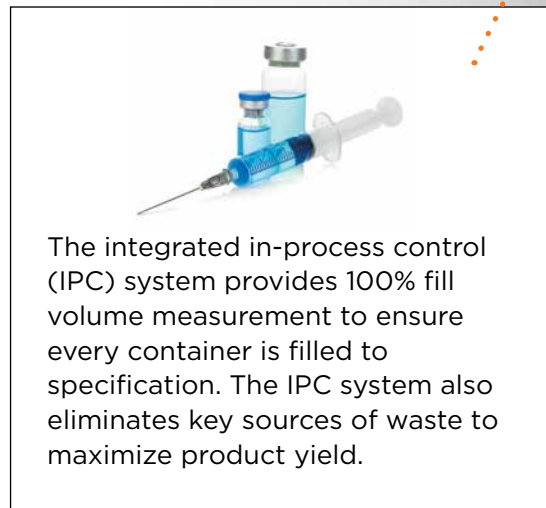 The integrated in-process control
(IPC) system provides 100% fill
volume measurement to ensure
every container is filled to
specification. The IPC system also
eliminates key sources of waste to
maximize product yield.